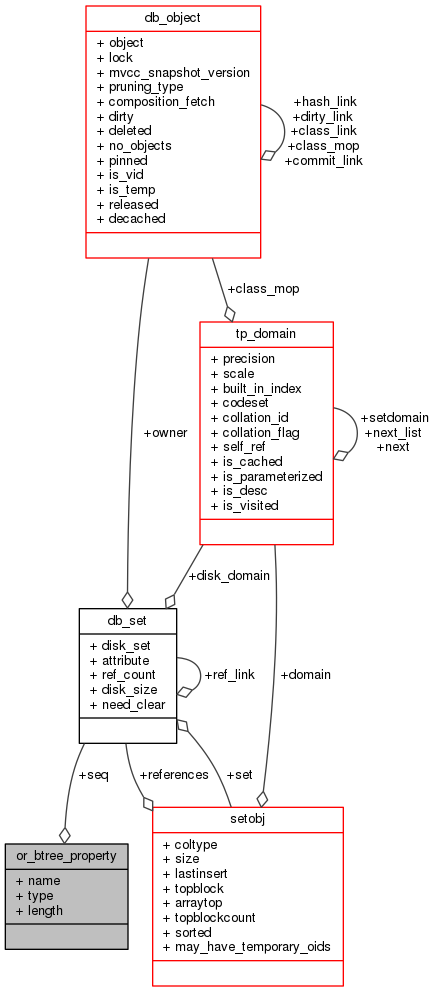 db_object
+ object
+ lock
+ mvcc_snapshot_version
+ pruning_type
+ composition_fetch
+ dirty
+ deleted
+ no_objects
+ pinned
+ is_vid
+ is_temp
+ released
+ decached
+hash_link
+dirty_link
+class_link
+class_mop
+commit_link
+class_mop
tp_domain
+ precision
+ scale
+ built_in_index
+ codeset
+ collation_id
+ collation_flag
+ self_ref
+ is_cached
+ is_parameterized
+ is_desc
+ is_visited
+setdomain
+next_list
+next
+owner
+disk_domain
db_set
+ disk_set
+ attribute
+ ref_count
+ disk_size
+ need_clear
+ref_link
+domain
+seq
+references
+set
or_btree_property
+ name
+ type
+ length
setobj
+ coltype
+ size
+ lastinsert
+ topblock
+ arraytop
+ topblockcount
+ sorted
+ may_have_temporary_oids